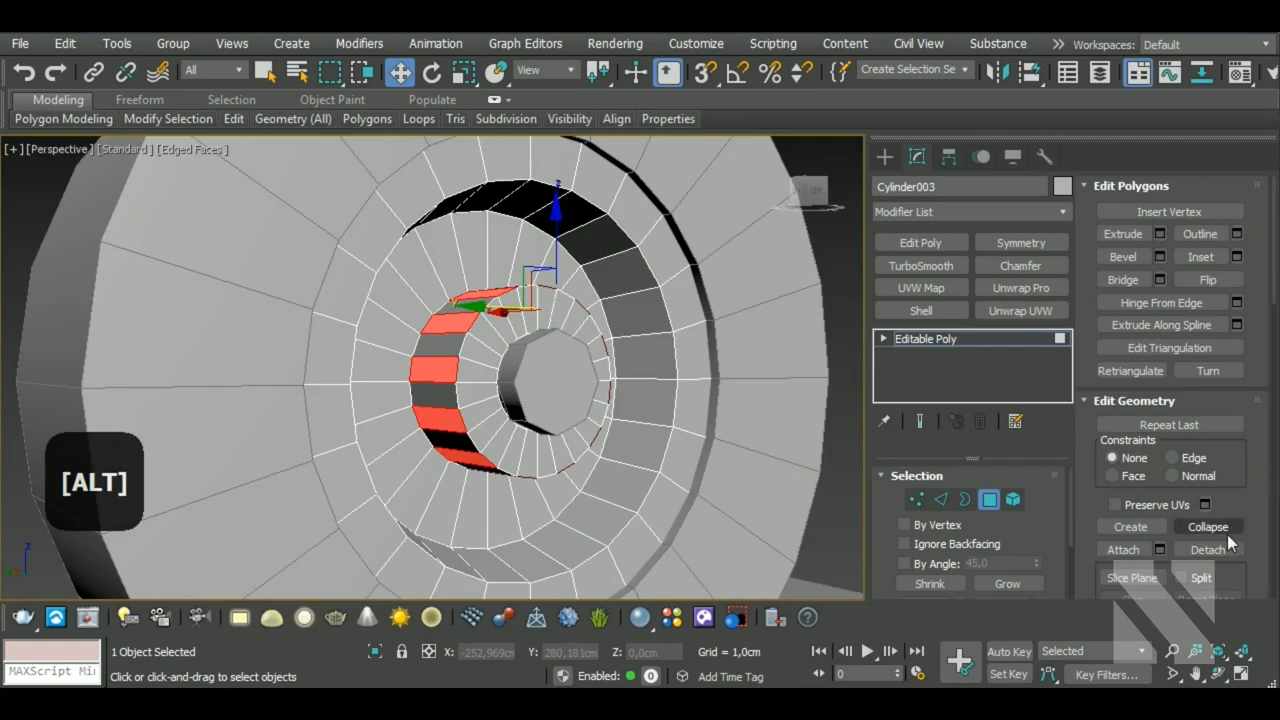 File Edit Tools Group Views Create Modifiers Animation Graph Editors Rendering Customize Scripting Content Civil View Substance Workspaces: Default
All View Create Selection Se
Modeling Freeform Selection Object Paint Populate
Polygon Modeling Modify Selection Edit Geometry (All) Polygons Loops Tris Subdivision Visibility Align Properties
[+] [Perspective] [Standard] [Edged Faces]
Cylinder003
Modifier List
Edit Poly Symmetry
TurboSmooth Chamfer
UVW Map Unwrap Pro
Shell Unwrap UVW
Editable Poly
Selection
By Vertex
Ignore Backfacing
By Angle: 45,0
Shrink Grow
Edit Polygons
Insert Vertex
Extrude Outline
Bevel Inset
Bridge Flip
Hinge From Edge
Extrude Along Spline
Edit Triangulation
Retriangulate Turn
Edit Geometry
Repeat Last
Constraints
None Edge
Face Normal
Preserve UVs
Create Collapse
Attach Detach
Slice Plane Split
[ALT]
1 Object Selected
Click or click-and-drag to select objects
MAXScript Mi
X: -252,969cm Y: 280,181cm Z: 0,0cm Grid = 1,0cm
Enabled: 0 Add Time Tag
0
Auto Key Selected
Set Key Key Filters...